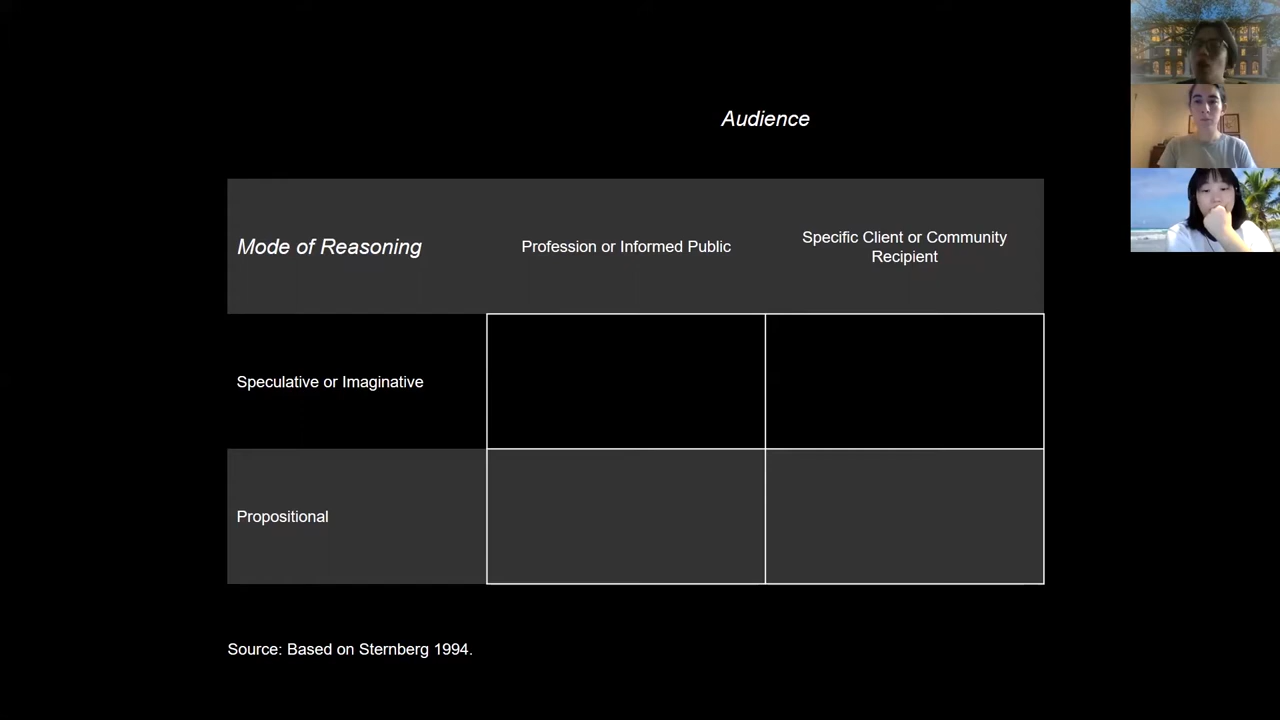 Audience
Mode of Reasoning
Profession or Informed Public
Specific Client or Community
Recipient
Speculative or Imaginative
Propositional
Source: Based on Sternberg 1994.